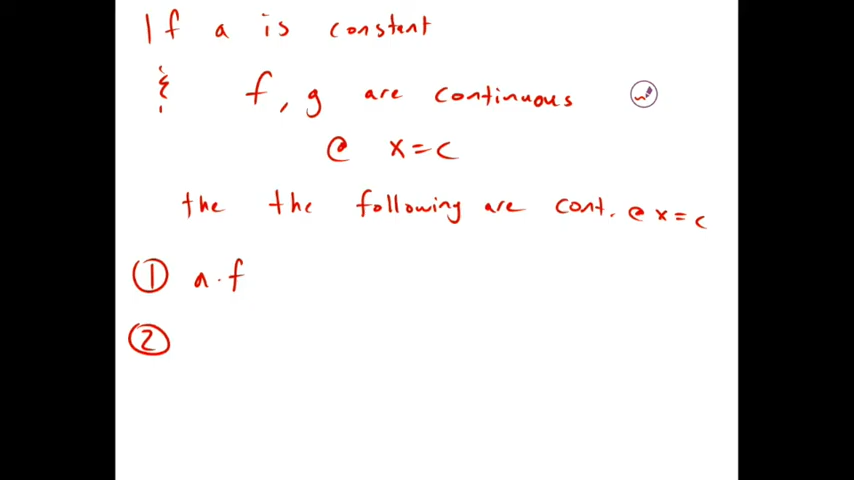 If a is constant
& f, g are continuous
@ x=c
the the following are cont. @ x=c
① a.f
②